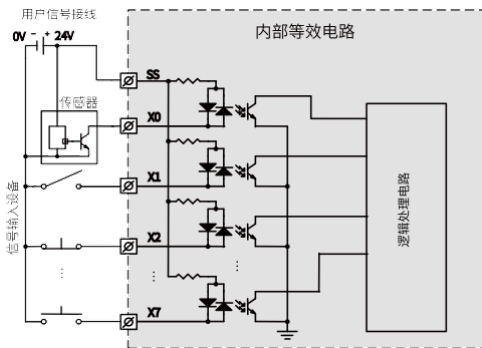 用户信号接线
内部等效电路
0V - + 24V
SS
传感器
X0
X1
信号输入设备
逻辑处理电路
X2
...
...
...
X7